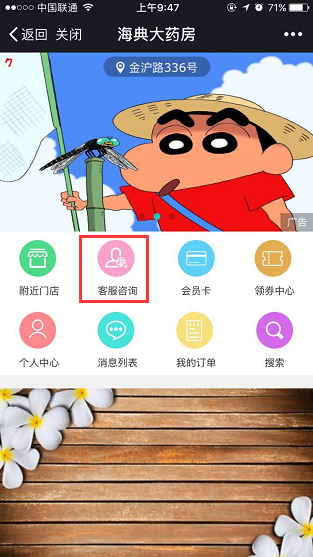 中国联通
上午9:47
71%
返回 关闭
海典大药房
金沪路336号
广告
附近门店
客服咨询
会员卡
领券中心
个人中心
消息列表
我的订单
搜索